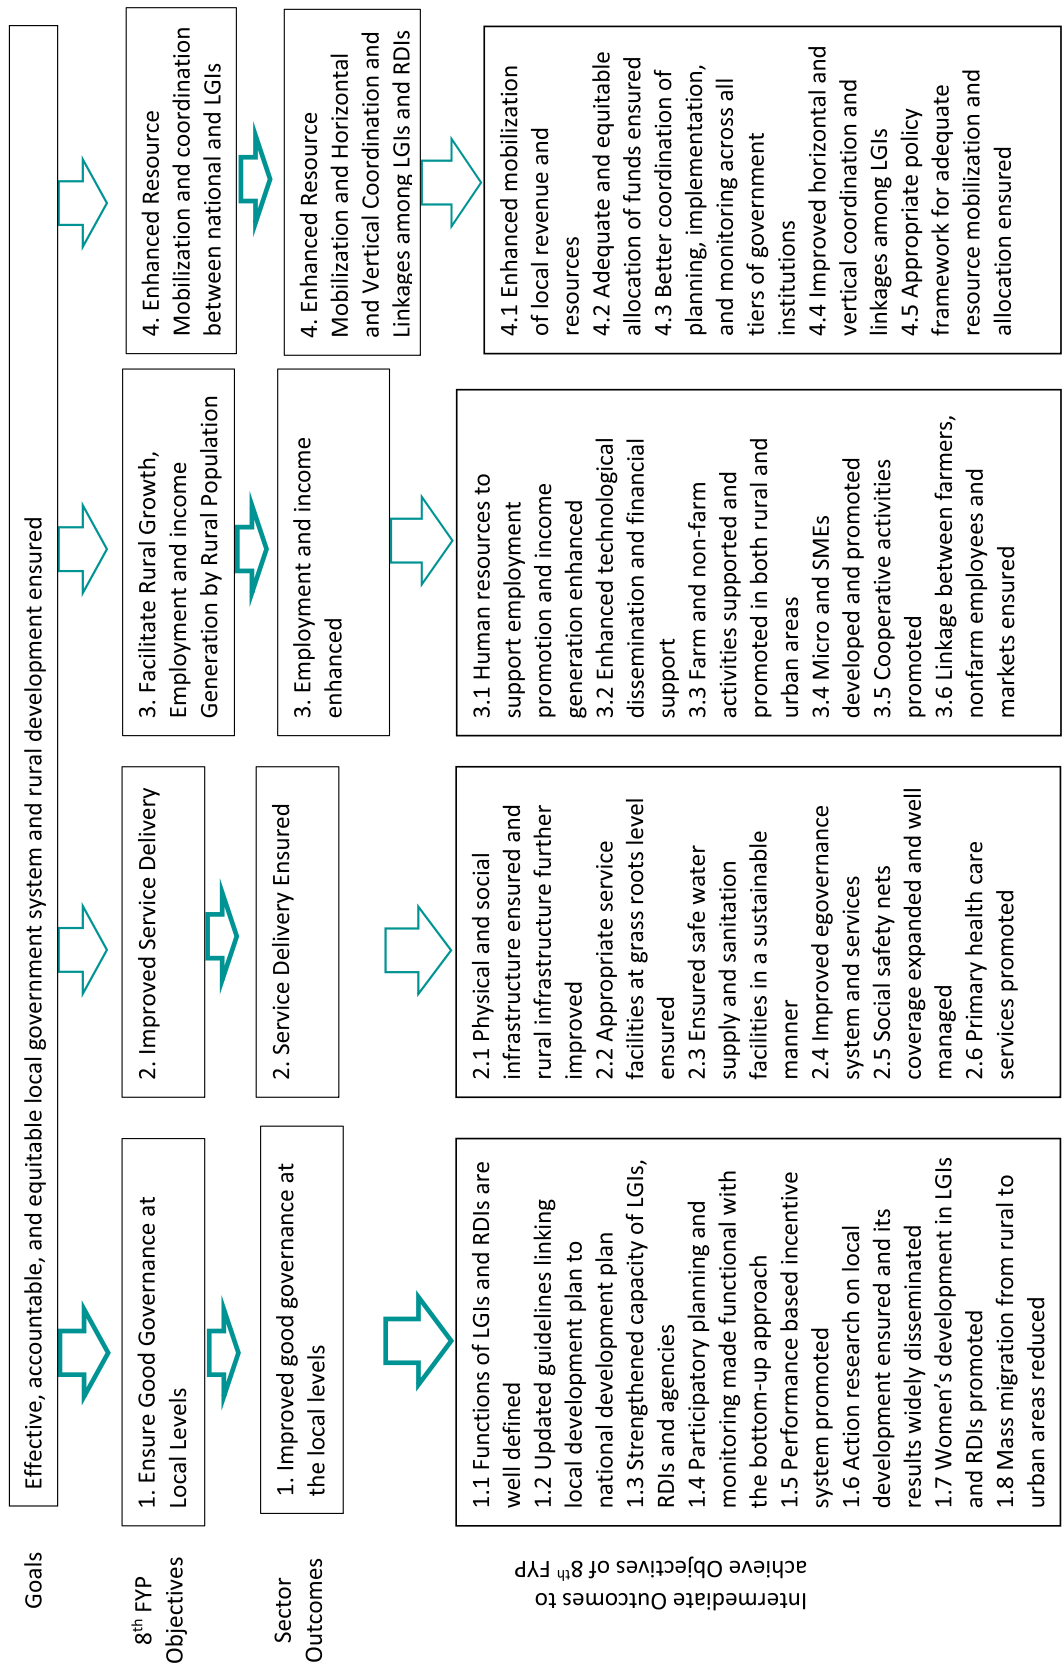 Goals
Effective, accountable, and equitable local government system and rural development ensured
8th FYP
Objectives
1. Ensure Good Governance at
Local Levels
2. Improved Service Delivery
3. Facilitate Rural Growth,
Employment and income
Generation by Rural Population
4. Enhanced Resource
Mobilization and coordination
between national and LGIs
Sector
Outcomes
1. Improved good governance at
the local levels
2. Service Delivery Ensured
3. Employment and income
enhanced
4. Enhanced Resource
Mobilization and Horizontal
and Vertical Coordination and
Linkages among LGIs and RDIs
Intermediate Outcomes to
achieve Objectives of 8th FYP
1.1 Functions of LGIs and RDIs are
well defined
1.2 Updated guidelines linking
local development plan to
national development plan
1.3 Strengthened capacity of LGIs,
RDIs and agencies
1.4 Participatory planning and
monitoring made functional with
the bottom-up approach
1.5 Performance based incentive
system promoted
1.6 Action research on local
development ensured and its
results widely disseminated
1.7 Women's development in LGIs
and RDIs promoted
1.8 Mass migration from rural to
urban areas reduced
2.1 Physical and social
infrastructure ensured and
rural infrastructure further
improved
2.2 Appropriate service
facilities at grass roots level
ensured
2.3 Ensured safe water
supply and sanitation
facilities in a sustainable
manner
2.4 Improved egovernance
system and services
2.5 Social safety nets
coverage expanded and well
managed
2.6 Primary health care
services promoted
3.1 Human resources to
support employment
promotion and income
generation enhanced
3.2 Enhanced technological
dissemination and financial
support
3.3 Farm and non-farm
activities supported and
promoted in both rural and
urban areas
3.4 Micro and SMEs
developed and promoted
3.5 Cooperative activities
promoted
3.6 Linkage between farmers,
nonfarm employees and
markets ensured
4.1 Enhanced mobilization
of local revenue and
resources
4.2 Adequate and equitable
allocation of funds ensured
4.3 Better coordination of
planning, implementation,
and monitoring across all
tiers of government
institutions
4.4 Improved horizontal and
vertical coordination and
linkages among LGIs
4.5 Appropriate policy
framework for adequate
resource mobilization and
allocation ensured